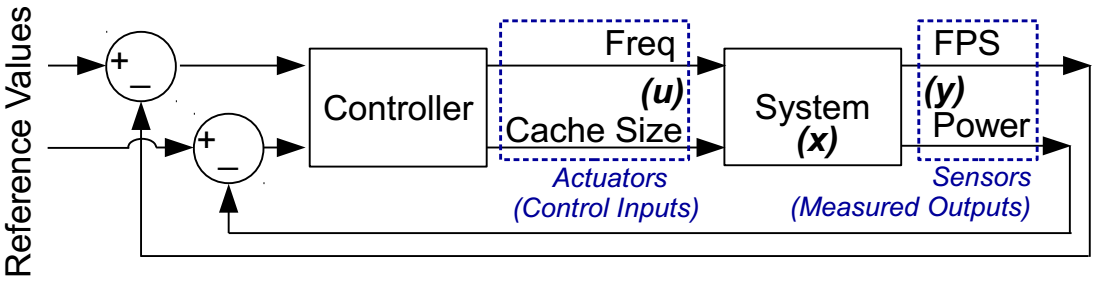 Reference Values
+
−
+
−
Controller
Freq
(u)
Cache Size
Actuators
(Control Inputs)
System
(x)
FPS
(y)
Power
Sensors
(Measured Outputs)